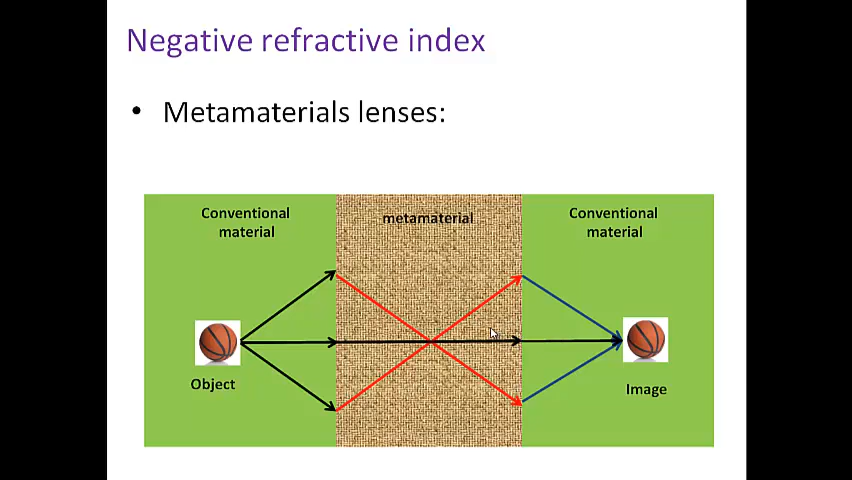 Negative refractive index
• Metamaterials lenses:
Conventional
material
metamaterial
Conventional
material
Object
Image